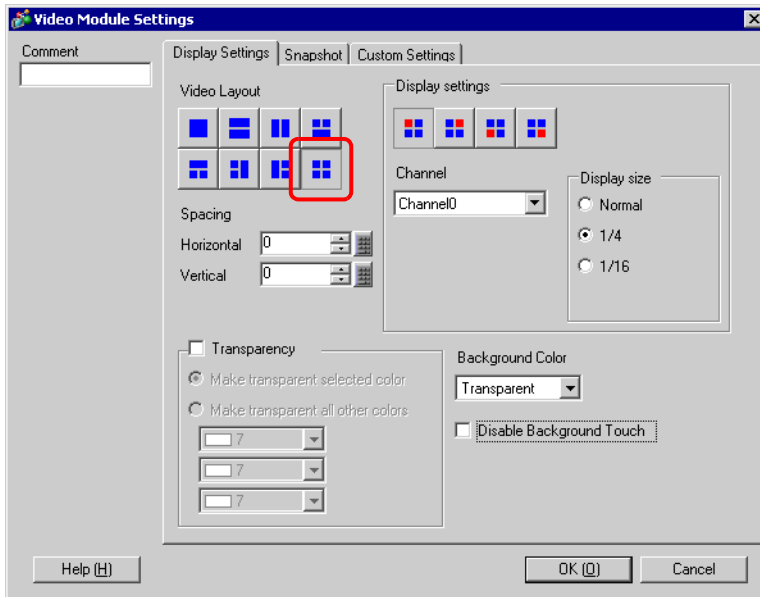 Video Module Settings
Comment
Display Settings
Snapshot
Custom Settings
Video Layout
Display settings
Channel
Channel0
Display size
Normal
1/4
1/16
Spacing
Horizontal 0
Vertical 0
Transparency
Make transparent selected color
Make transparent all other colors
7
7
7
Background Color
Transparent
Disable Background Touch
Help (H)
OK (O)
Cancel